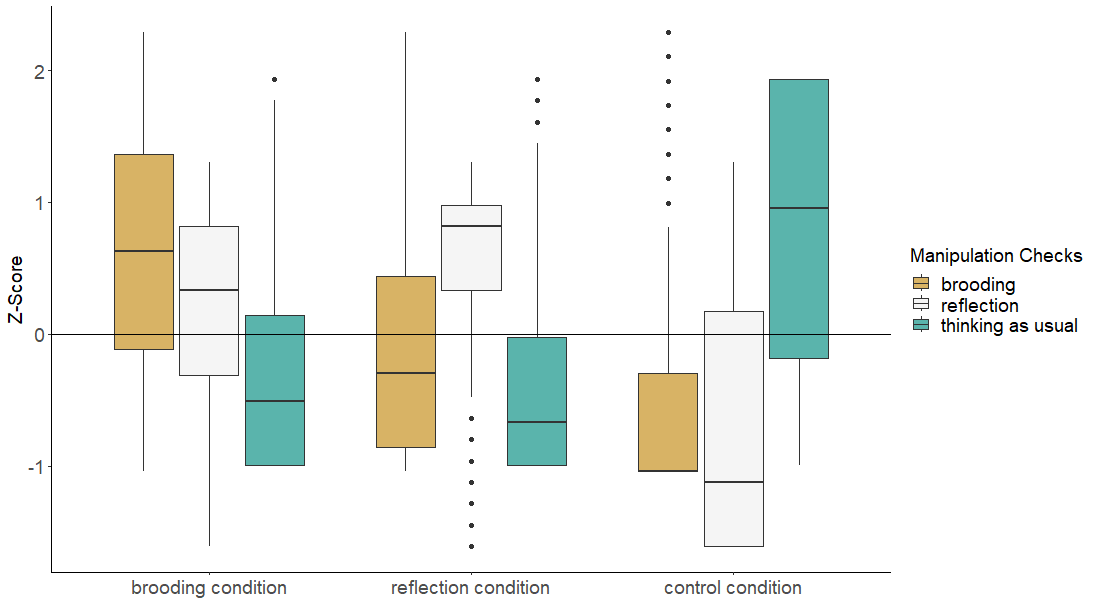 Z-Score
2
1
0
-1
brooding condition
reflection condition
control condition
Manipulation Checks
brooding
reflection
thinking as usual